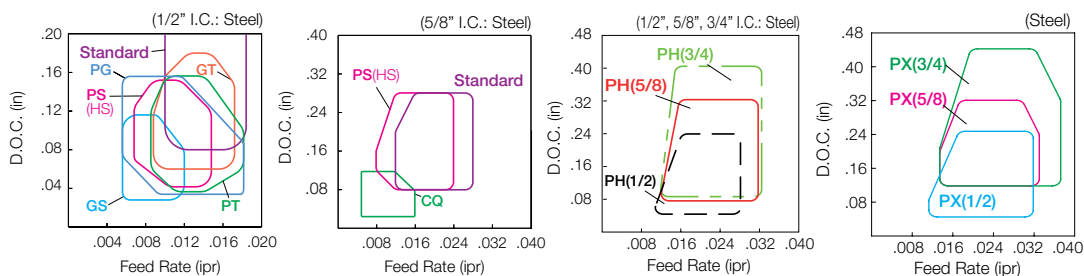 (1/2" I.C.: Steel)
.20
.16
.12
.08
.04
D.O.C. (in)
Standard
PG
GT
PS
(HS)
GS
PT
.004 .008 .012 .016 .020
Feed Rate (ipr)
(5/8" I.C.: Steel)
.40
.32
.24
.16
.08
D.O.C. (in)
PS(HS)
Standard
CQ
.008 .016 .024 .032 .040
Feed Rate (ipr)
(1/2", 5/8", 3/4" I.C.: Steel)
.48
.40
.32
.24
.16
.08
D.O.C. (in)
PH(3/4)
PH(5/8)
PH(1/2)
.008 .016 .024 .032 .040
Feed Rate (ipr)
(Steel)
.48
.40
.32
.24
.16
.08
D.O.C. (in)
PX(3/4)
PX(5/8)
PX(1/2)
.008 .016 .024 .032 .040
Feed Rate (ipr)